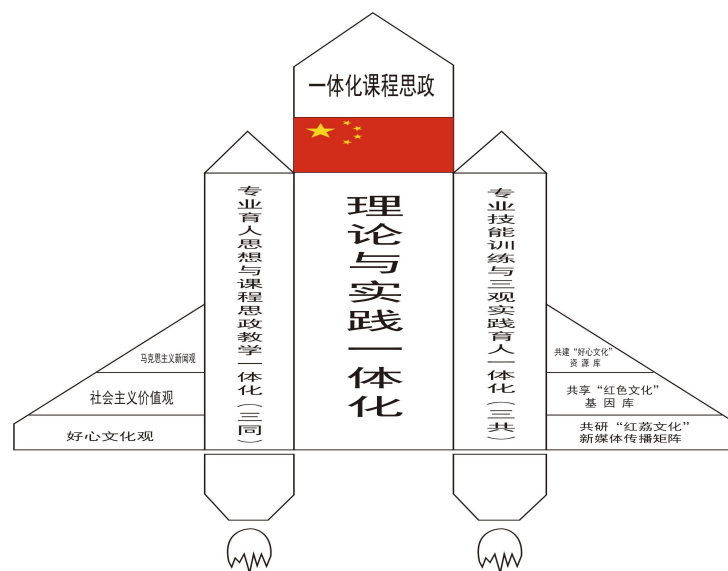 一体化课程思政
专业育人思想与课程思政教学一体化（三同）
理论与实践一体化
专业技能训练与三观实践育人一体化（三共）
马克思主义新闻观
社会主义价值观
好心文化观
共建“好心文化”
资源库
共享“红色文化”
基因库
共研“红荔文化”
新媒体传播矩阵